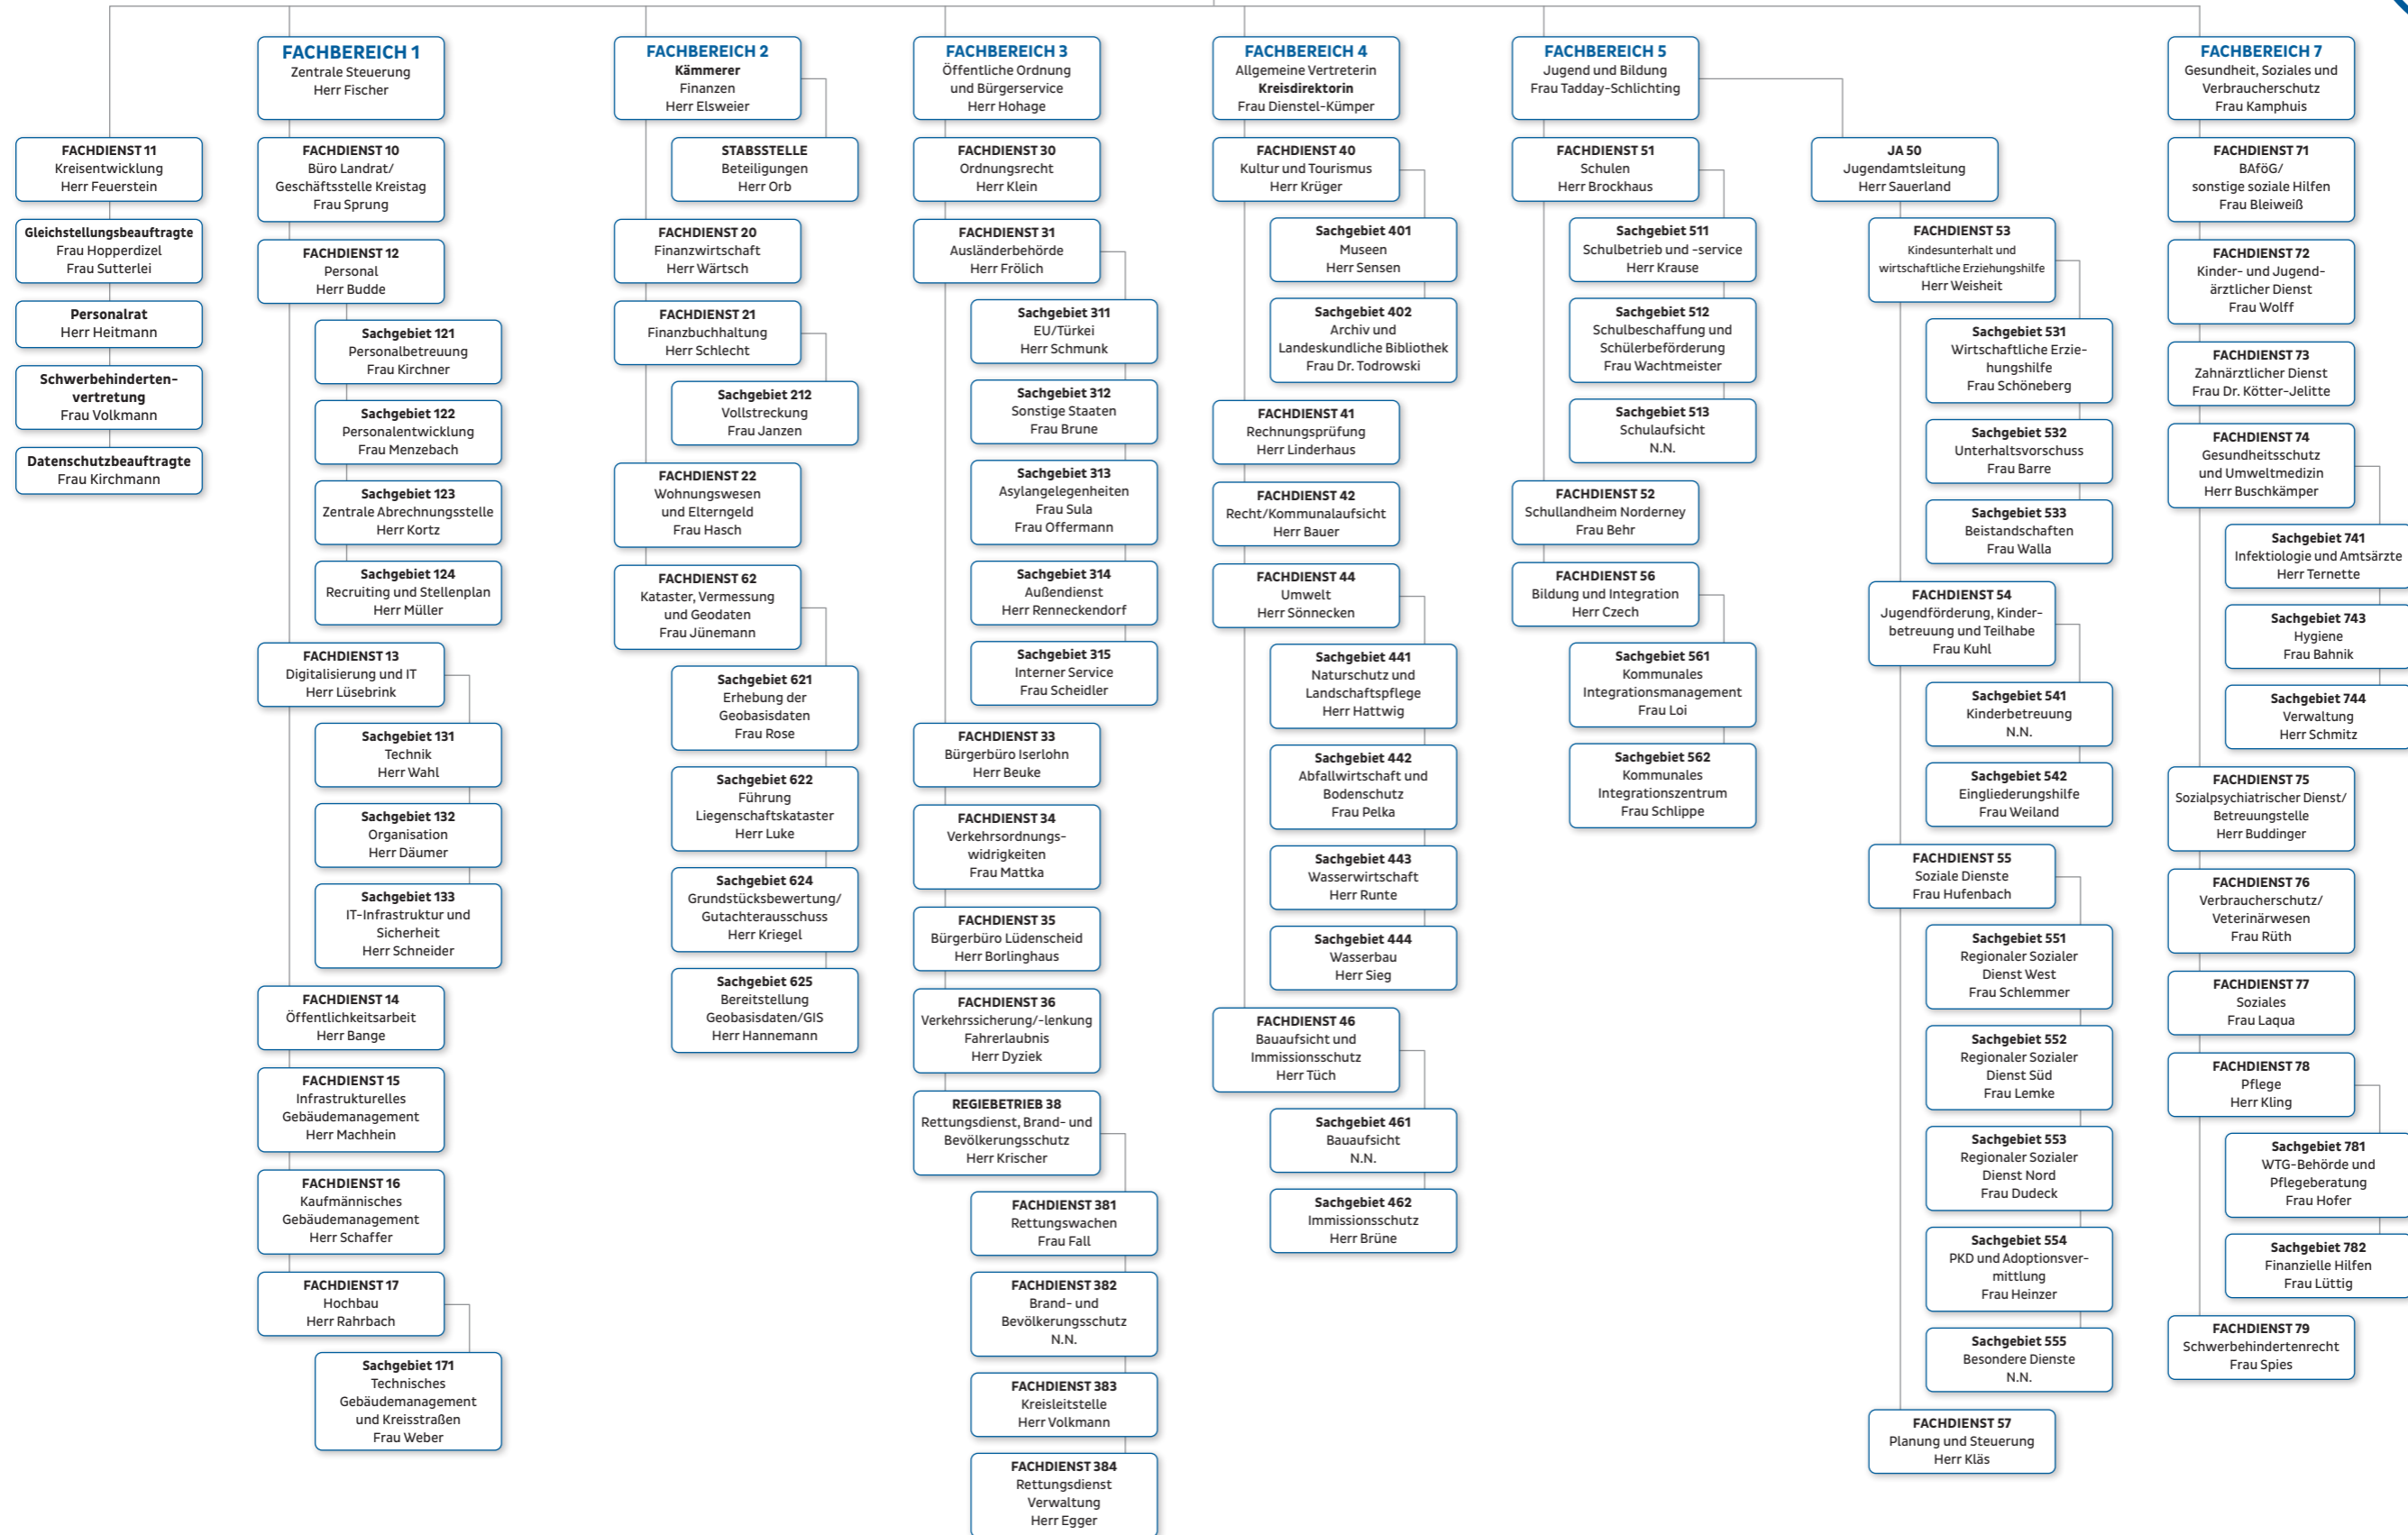 FACHDIENST 11
Kreisentwicklung
Herr Feuerstein
Gleichstellungsbeauftragte
Frau Hopperdizel
Frau Sutterlei
Personalrat
Herr Heitmann
Schwerbehinderten-
vertretung
Frau Volkmann
Datenschutzbeauftragte
Frau Kirchmann
FACHBEREICH 1
Zentrale Steuerung
Herr Fischer
FACHDIENST 10
Büro Landrat/
Geschäftsstelle Kreistag
Frau Sprung
FACHDIENST 12
Personal
Herr Budde
Sachgebiet 121
Personalbetreuung
Frau Kirchner
Sachgebiet 122
Personalentwicklung
Frau Menzebach
Sachgebiet 123
Zentrale Abrechnungsstelle
Herr Kortz
Sachgebiet 124
Recruiting und Stellenplan
Herr Müller
FACHDIENST 13
Digitalisierung und IT
Herr Lüsebrink
Sachgebiet 131
Technik
Herr Wahl
Sachgebiet 132
Organisation
Herr Däumer
Sachgebiet 133
IT-Infrastruktur und
Sicherheit
Herr Schneider
FACHDIENST 14
Öffentlichkeitsarbeit
Herr Bange
FACHDIENST 15
Infrastrukturelles
Gebäudemanagement
Herr Machhein
FACHDIENST 16
Kaufmännisches
Gebäudemanagement
Herr Schaffer
FACHDIENST 17
Hochbau
Herr Rahrbach
Sachgebiet 171
Technisches
Gebäudemanagement
und Kreisstraßen
Frau Weber
FACHBEREICH 2
Kämmerer
Finanzen
Herr Elsweier
STABSSTELLE
Beteiligungen
Herr Orb
FACHDIENST 20
Finanzwirtschaft
Herr Wärtsch
FACHDIENST 21
Finanzbuchhaltung
Herr Schlecht
Sachgebiet 212
Vollstreckung
Frau Janzen
FACHDIENST 22
Wohnungswesen
und Elterngeld
Frau Hasch
FACHDIENST 62
Kataster, Vermessung
und Geodaten
Frau Jünemann
Sachgebiet 621
Erhebung der
Geobasisdaten
Frau Rose
Sachgebiet 622
Führung
Liegenschaftskataster
Herr Luke
Sachgebiet 624
Grundstücksbewertung/
Gutachterausschuss
Herr Kriegel
Sachgebiet 625
Bereitstellung
Geobasisdaten/GIS
Herr Hannemann
FACHBEREICH 3
Öffentliche Ordnung
und Bürgerservice
Herr Hohage
FACHDIENST 30
Ordnungsrecht
Herr Klein
FACHDIENST 31
Ausländerbehörde
Herr Frölich
Sachgebiet 311
EU/Türkei
Herr Schmunk
Sachgebiet 312
Sonstige Staaten
Frau Brune
Sachgebiet 313
Asylangelegenheiten
Frau Sula
Frau Offermann
Sachgebiet 314
Außendienst
Herr Renneckendorf
Sachgebiet 315
Interner Service
Frau Scheidler
FACHDIENST 33
Bürgerbüro Iserlohn
Herr Beuke
FACHDIENST 34
Verkehrsordnungs-
widrigkeiten
Frau Mattka
FACHDIENST 35
Bürgerbüro Lüdenscheid
Herr Borlinghaus
FACHDIENST 36
Verkehrssicherung/-lenkung
Fahrerlaubnis
Herr Dyziek
REGIEBETRIEB 38
Rettungsdienst, Brand- und
Bevölkerungsschutz
Herr Krischer
FACHDIENST 381
Rettungswachen
Frau Fall
FACHDIENST 382
Brand- und
Bevölkerungsschutz
N.N.
FACHDIENST 383
Kreisleitstelle
Herr Volkmann
FACHDIENST 384
Rettungsdienst
Verwaltung
Herr Egger
FACHBEREICH 4
Allgemeine Vertreterin
Kreisdirektorin
Frau Dienstel-Kümper
FACHDIENST 40
Kultur und Tourismus
Herr Krüger
Sachgebiet 401
Museen
Herr Sensen
Sachgebiet 402
Archiv und
Landeskundliche Bibliothek
Frau Dr. Todrowski
FACHDIENST 41
Rechnungsprüfung
Herr Linderhaus
FACHDIENST 42
Recht/Kommunalaufsicht
Herr Bauer
FACHDIENST 44
Umwelt
Herr Sönnecken
Sachgebiet 441
Naturschutz und
Landschaftspflege
Herr Hattwig
Sachgebiet 442
Abfallwirtschaft und
Bodenschutz
Frau Pelka
Sachgebiet 443
Wasserwirtschaft
Herr Runte
Sachgebiet 444
Wasserbau
Herr Sieg
FACHDIENST 46
Bauaufsicht und
Immissionsschutz
Herr Tüch
Sachgebiet 461
Bauaufsicht
N.N.
Sachgebiet 462
Immissionsschutz
Herr Brüne
FACHBEREICH 5
Jugend und Bildung
Frau Tadday-Schlichting
FACHDIENST 51
Schulen
Herr Brockhaus
Sachgebiet 511
Schulbetrieb und -service
Herr Krause
Sachgebiet 512
Schulbeschaffung und
Schülerbeförderung
Frau Wachtmeister
Sachgebiet 513
Schulaufsicht
N.N.
FACHDIENST 52
Schullandheim Norderney
Frau Behr
FACHDIENST 56
Bildung und Integration
Herr Czech
Sachgebiet 561
Kommunales
Integrationsmanagement
Frau Loi
Sachgebiet 562
Kommunales
Integrationszentrum
Frau Schlippe
JA 50
Jugendamtsleitung
Herr Sauerland
FACHDIENST 53
Kindesunterhalt und
wirtschaftliche Erziehungshilfe
Herr Weisheit
Sachgebiet 531
Wirtschaftliche Erzie-
hungshilfe
Frau Schöneberg
Sachgebiet 532
Unterhaltsvorschuss
Frau Barre
Sachgebiet 533
Beistandschaften
Frau Walla
FACHDIENST 54
Jugendförderung, Kinder-
betreuung und Teilhabe
Frau Kuhl
Sachgebiet 541
Kinderbetreuung
N.N.
Sachgebiet 542
Eingliederungshilfe
Frau Weiland
FACHDIENST 55
Soziale Dienste
Frau Hufenbach
Sachgebiet 551
Regionaler Sozialer
Dienst West
Frau Schlemmer
Sachgebiet 552
Regionaler Sozialer
Dienst Süd
Frau Lemke
Sachgebiet 553
Regionaler Sozialer
Dienst Nord
Frau Dudeck
Sachgebiet 554
PKD und Adoptionsver-
mittlung
Frau Heinzer
Sachgebiet 555
Besondere Dienste
N.N.
FACHDIENST 57
Planung und Steuerung
Herr Kläs
FACHBEREICH 7
Gesundheit, Soziales und
Verbraucherschutz
Frau Kamphuis
FACHDIENST 71
BAföG/
sonstige soziale Hilfen
Frau Bleiweiß
FACHDIENST 72
Kinder- und Jugend-
ärztlicher Dienst
Frau Wolff
FACHDIENST 73
Zahnärztlicher Dienst
Frau Dr. Kötter-Jelitte
FACHDIENST 74
Gesundheitsschutz
und Umweltmedizin
Herr Buschkämper
Sachgebiet 741
Infektiologie und Amtsärzte
Herr Ternette
Sachgebiet 743
Hygiene
Frau Bahnik
Sachgebiet 744
Verwaltung
Herr Schmitz
FACHDIENST 75
Sozialpsychiatrischer Dienst/
Betreuungstelle
Herr Buddinger
FACHDIENST 76
Verbraucherschutz/
Veterinärwesen
Frau Rüth
FACHDIENST 77
Soziales
Frau Laqua
FACHDIENST 78
Pflege
Herr Kling
Sachgebiet 781
WTG-Behörde und
Pflegeberatung
Frau Hofer
Sachgebiet 782
Finanzielle Hilfen
Frau Lüttig
FACHDIENST 79
Schwerbehindertenrecht
Frau Spies